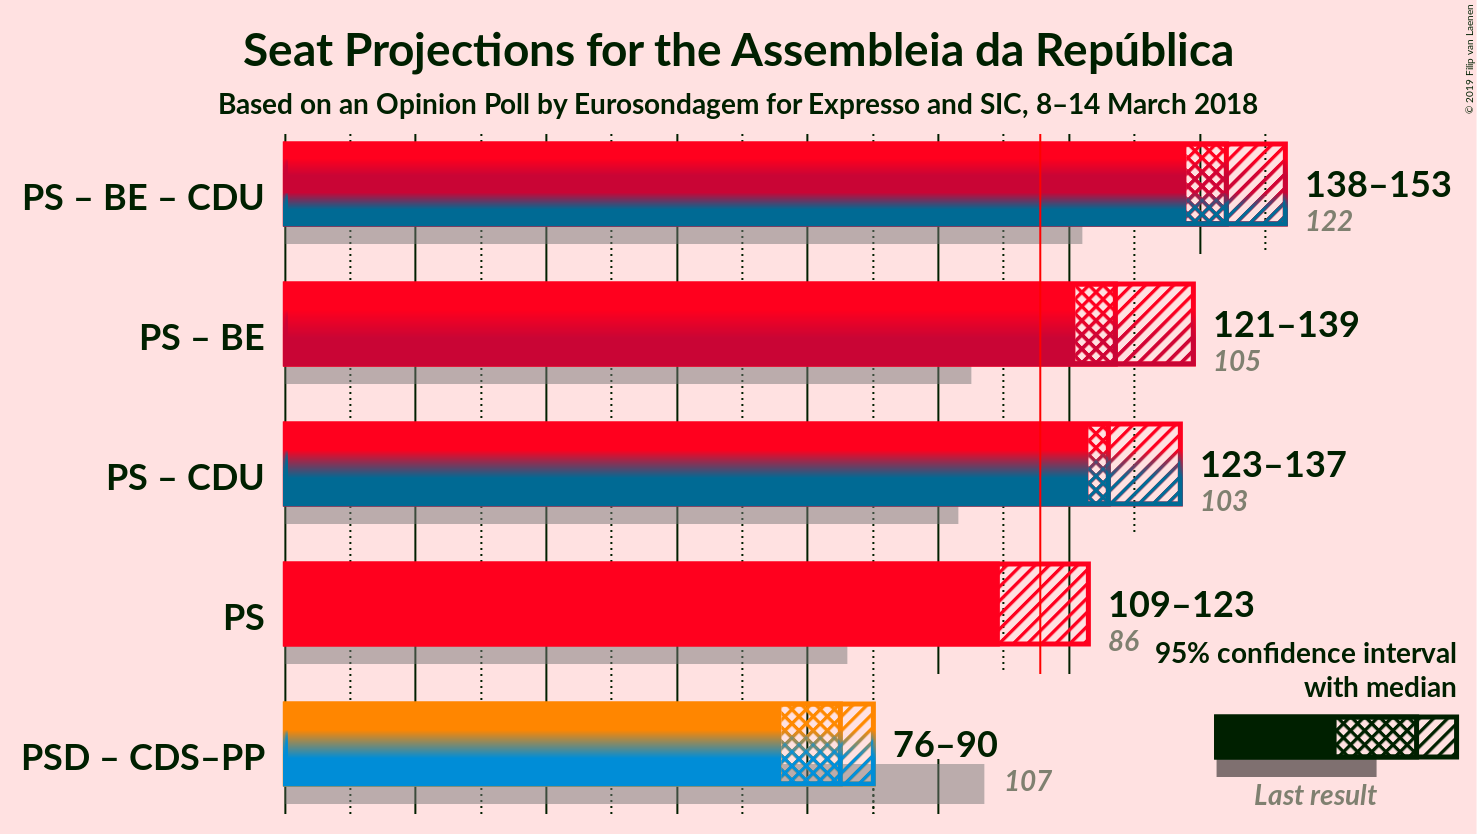 Seat Projections for the Assembleia da República
Based on an Opinion Poll by Eurosondagem for Expresso and SIC, 8–14 March 2018
© 2019 Filip van Laenen
PS – BE – CDU
138–153
122
PS – BE
121–139
105
PS – CDU
123–137
103
PS
109–123
86
PSD – CDS–PP
76–90
107
95% confidence interval
with median
Last result